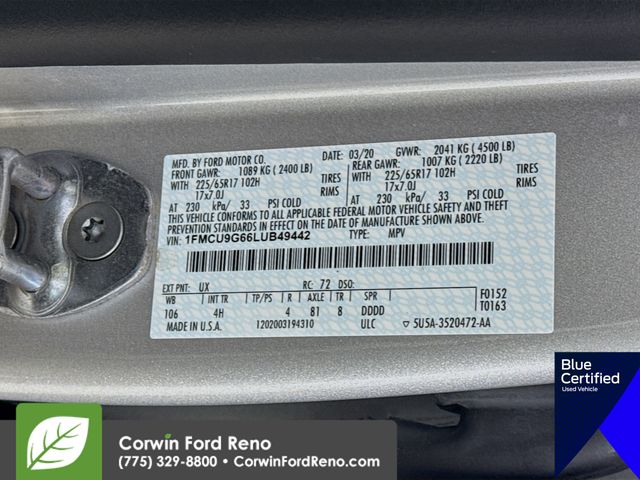 MFD. BY FORD MOTOR CO. DATE: 03/20 GVWR: 2041 KG (4500 LB)
FRONT GAWR: 1089 KG (2400 LB) REAR GAWR: 1007 KG (2220 LB)
WITH 225/65R17 102H TIRES WITH 225/65R17 102H TIRES
17x7.0J RIMS 17x7.0J RIMS
AT 230 kPa/ 33 PSI COLD AT 230 kPa/ 33 PSI COLD
THIS VEHICLE CONFORMS TO ALL APPLICABLE FEDERAL MOTOR VEHICLE SAFETY AND THEFT
PREVENTION STANDARDS IN EFFECT ON THE DATE OF MANUFACTURE SHOWN ABOVE.
VIN: 1FMCU9G66LUB49442 TYPE: MPV
EXT PNT: UX RC: 72 DSO:
WB INT TR TP/PS R AXLE TR SPR F0152
106 4H 4 81 8 DDDD T0163
MADE IN U.S.A. 1202003194310 ULC 5U5A-3520472-AA
Blue
Certified
Used Vehicle
Corwin Ford Reno
(775) 329-8800 • CorwinFordReno.com